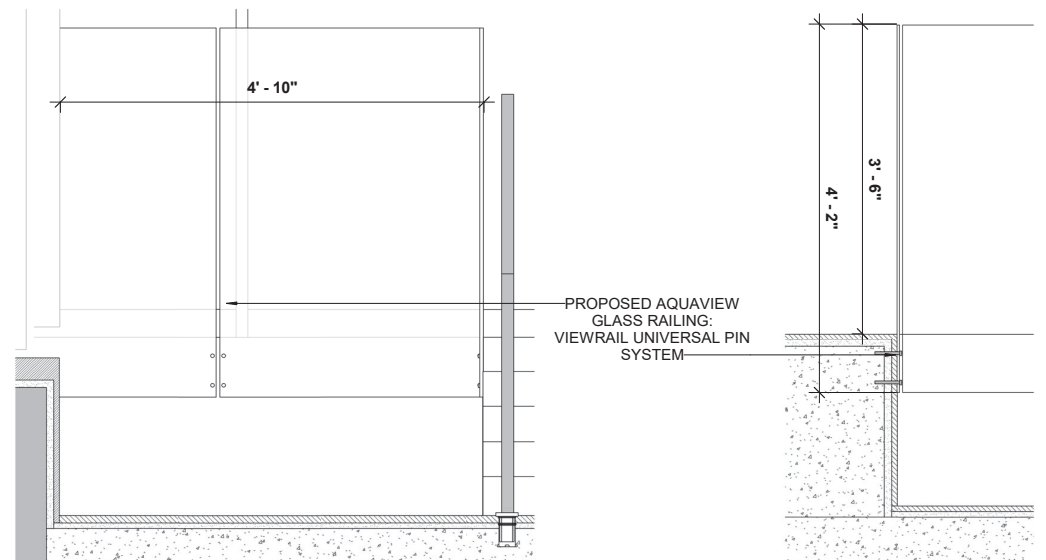 4' - 10"
PROPOSED AQUAVIEW
GLASS RAILING:
VIEWRAIL UNIVERSAL PIN
SYSTEM
4' - 2"
3' - 6"